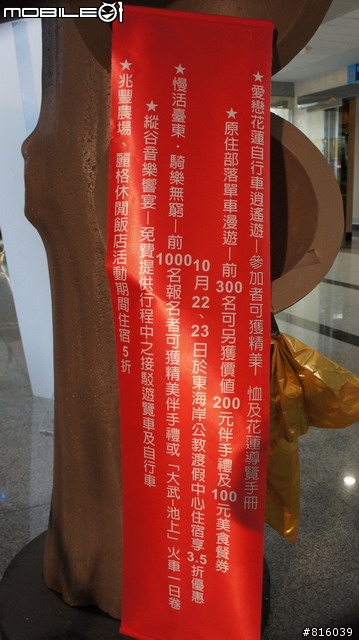 MOBILE01
★愛戀花蓮自行車逍遙遊—參加者可獲精美 恤及花蓮導覽手冊
★原住部落單車漫遊—前300名可另獲價值200元伴手禮及100元美食餐券
10月22、23日於東海岸公教渡假中心住宿享3.5折優惠
★慢活臺東．騎樂無窮—前1000名報名者可獲精美伴手禮或「大武-池上」火車一日卷
★縱谷音樂響宴—免費提供行程中之接駁遊覽車及自行車
★兆豐農場、麗格休閒飯店活動期間住宿5折
#816039